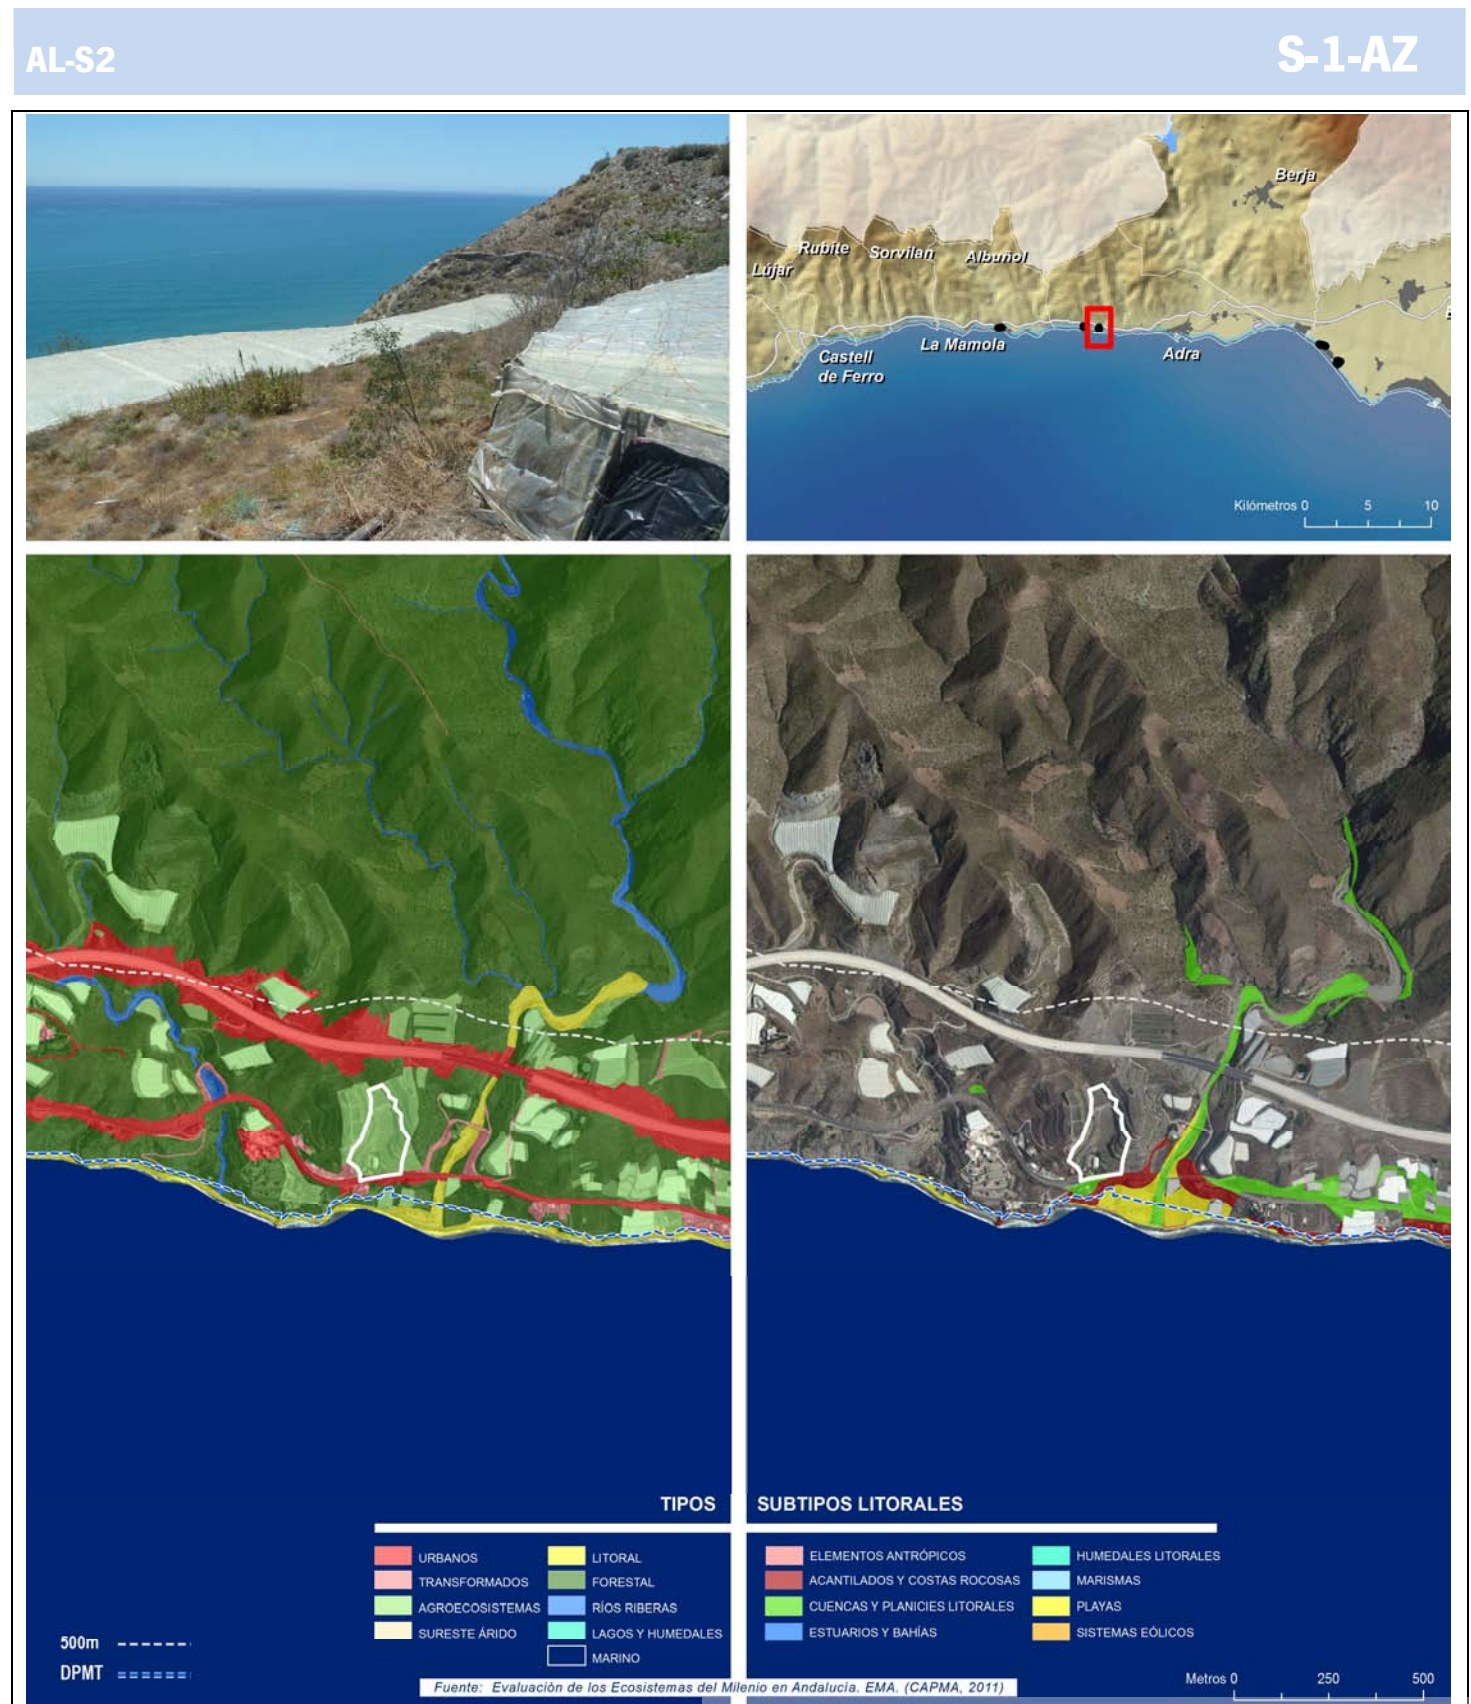 AL-S2
S-1-AZ
Berja
Rubite
Sorvilan
Albuñol
Lújar
La Mamola
Castell
de Ferro
Adra
Kilómetros 0 5 10
TIPOS
URBANOS
TRANSFORMADOS
AGROECOSISTEMAS
SURESTE ÁRIDO
LITORAL
FORESTAL
RÍOS RIBERAS
LAGOS Y HUMEDALES
MARINO
500m
DPMT
SUBTIPOS LITORALES
ELEMENTOS ANTRÓPICOS
ACANTILADOS Y COSTAS ROCOSAS
CUENCAS Y PLANICIES LITORALES
ESTUARIOS Y BAHÍAS
HUMEDALES LITORALES
MARISMAS
PLAYAS
SISTEMAS EÓLICOS
Metros 0 250 500
Fuente: Evaluación de los Ecosistemas del Milenio en Andalucía. EMA. (CAPMA, 2011)